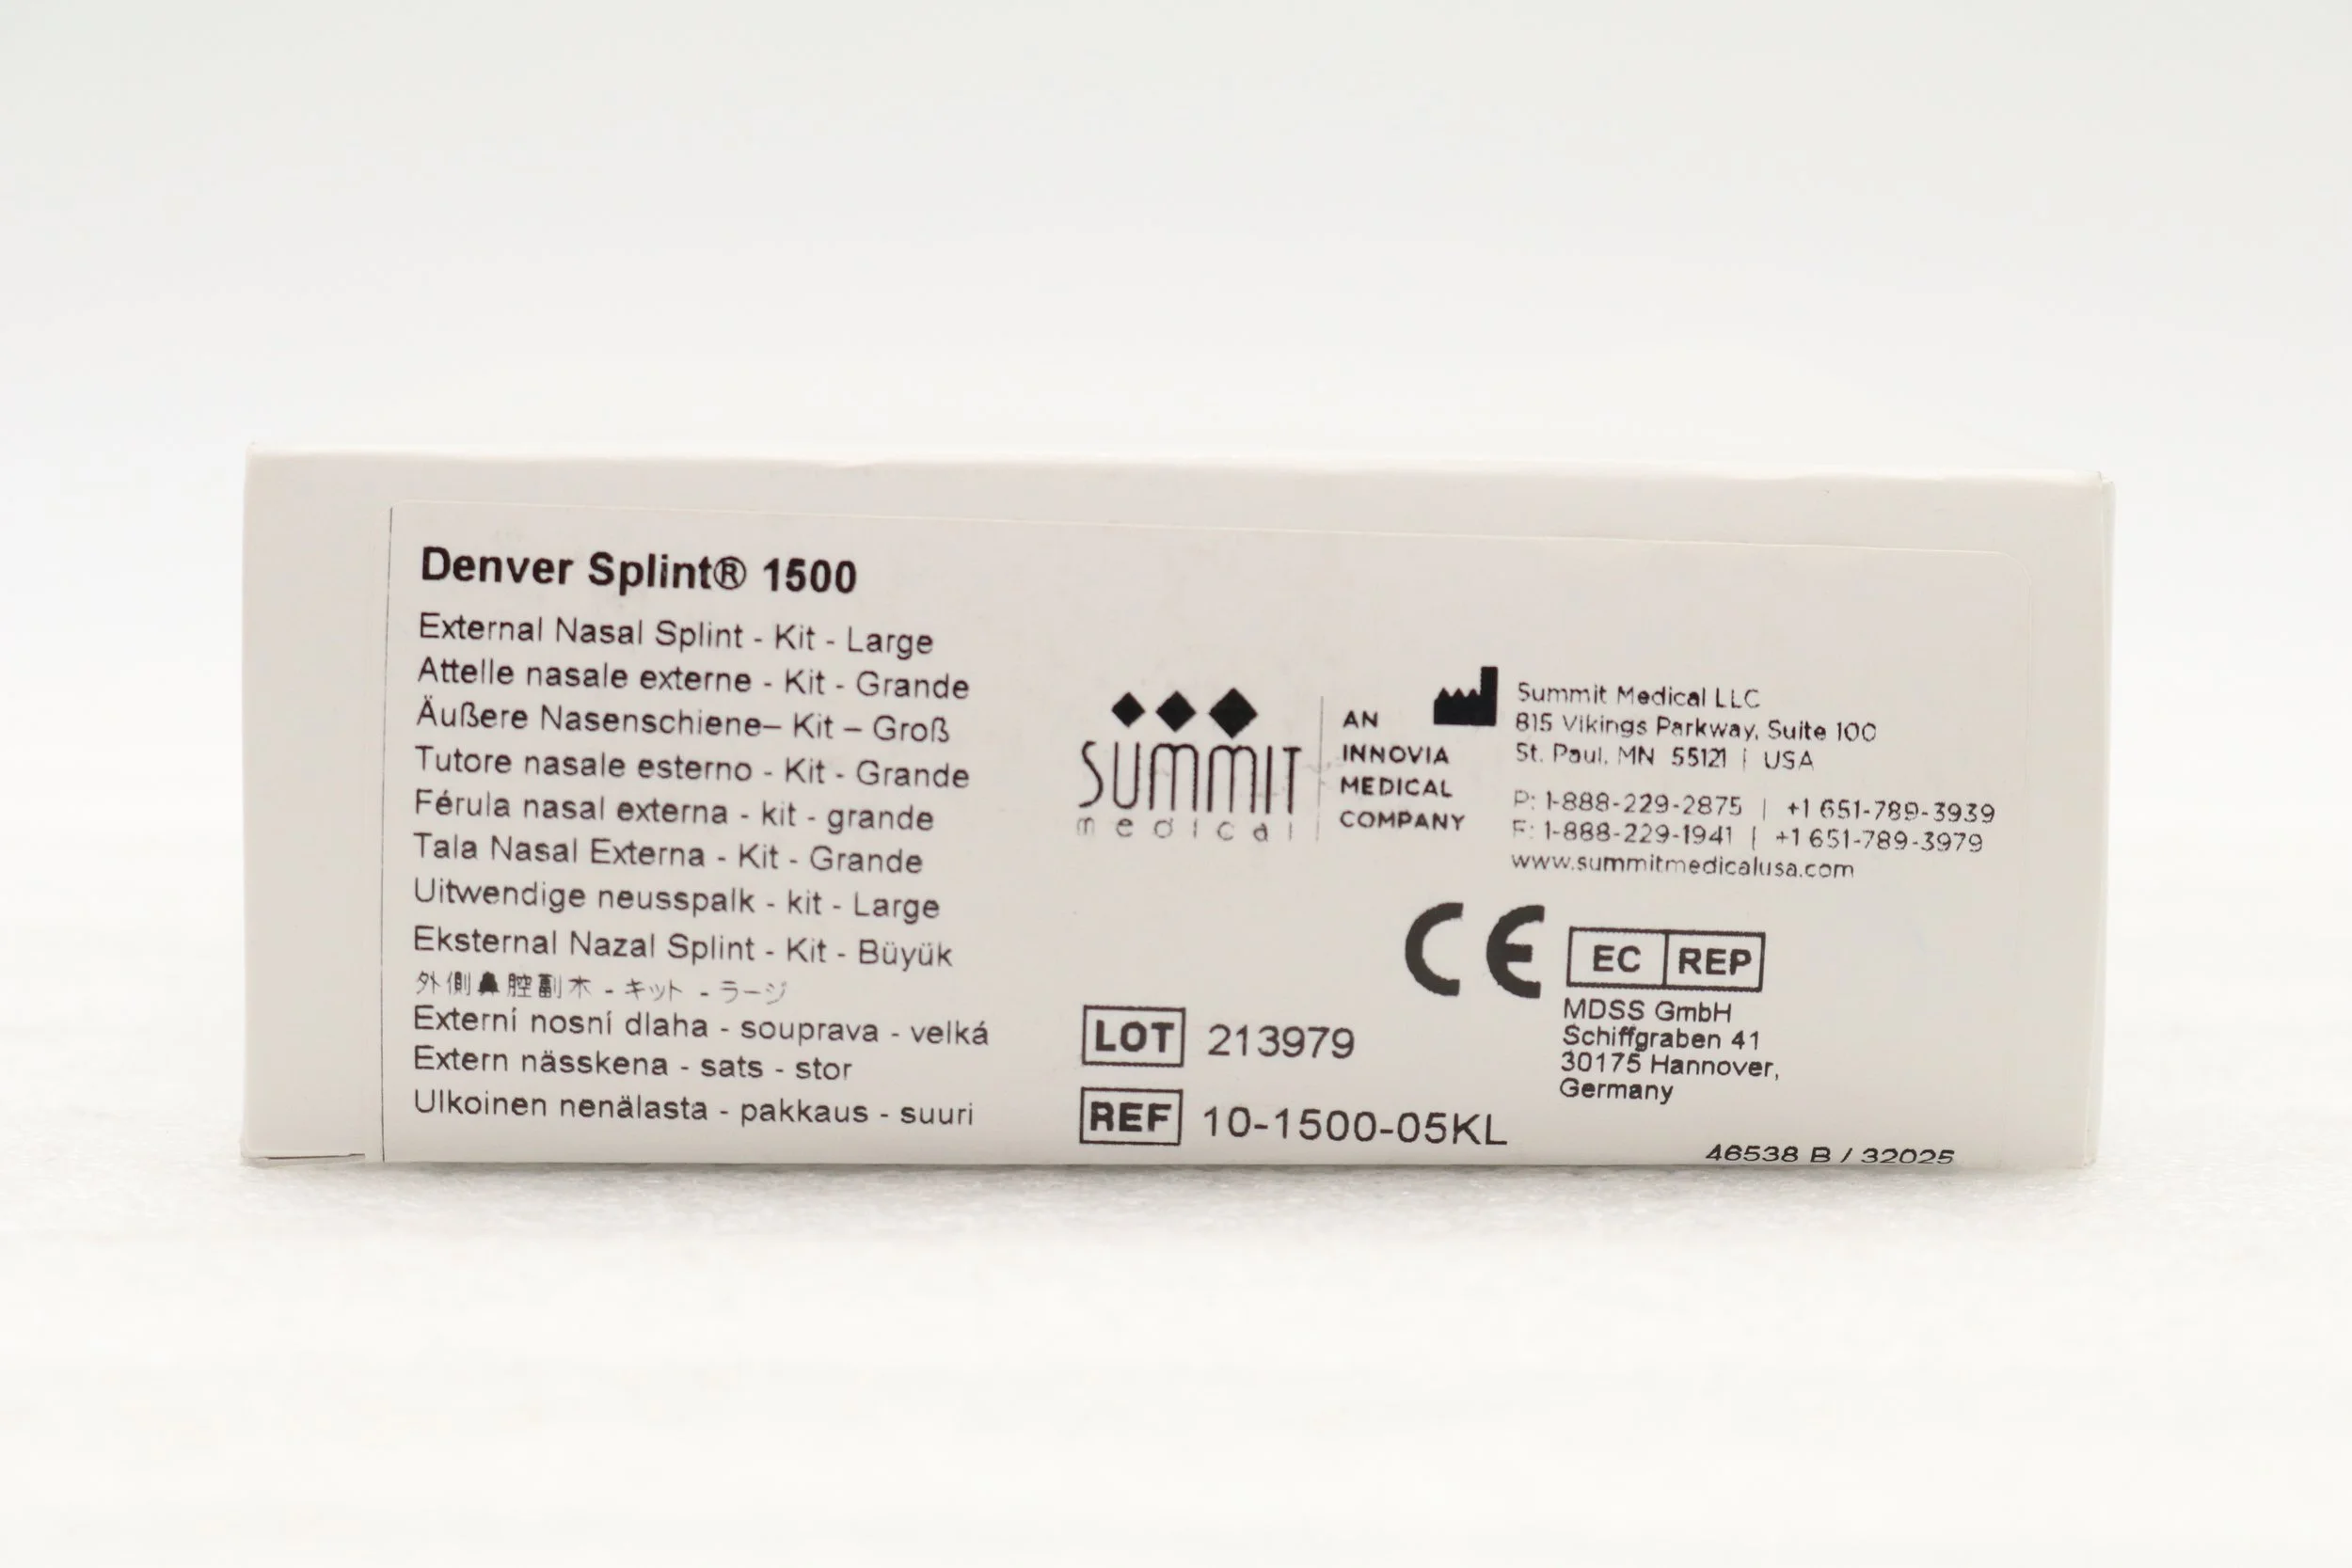 Denver Splint® 1500
External Nasal Splint - Kit - Large
Attelle nasale externe - Kit - Grande
Äußere Nasenschiene– Kit – Groß
Tutore nasale esterno - Kit - Grande
Férula nasal externa - kit - grande
Tala Nasal Externa - Kit - Grande
Uitwendige neusspalk - kit - Large
Eksternal Nazal Splint - Kit - Büyük
外側鼻腔副木 - キット - ラージ
Externí nosní dlaha - souprava - velká
Extern nässkena - sats - stor
Ulkoinen nenälasta - pakkaus - suuri
SUMMIT
medical
AN
INNOVIA
MEDICAL
COMPANY
Summit Medical LLC
815 Vikings Parkway, Suite 100
St. Paul, MN 55121 | USA
P: 1-888-229-2875 | +1 651-789-3939
F: 1-888-229-1941 | +1 651-789-3979
www.summitmedicalusa.com
CE
EC REP
MDSS GmbH
Schiffgraben 41
30175 Hannover,
Germany
LOT 213979
REF 10-1500-05KL
46538 B / 32025